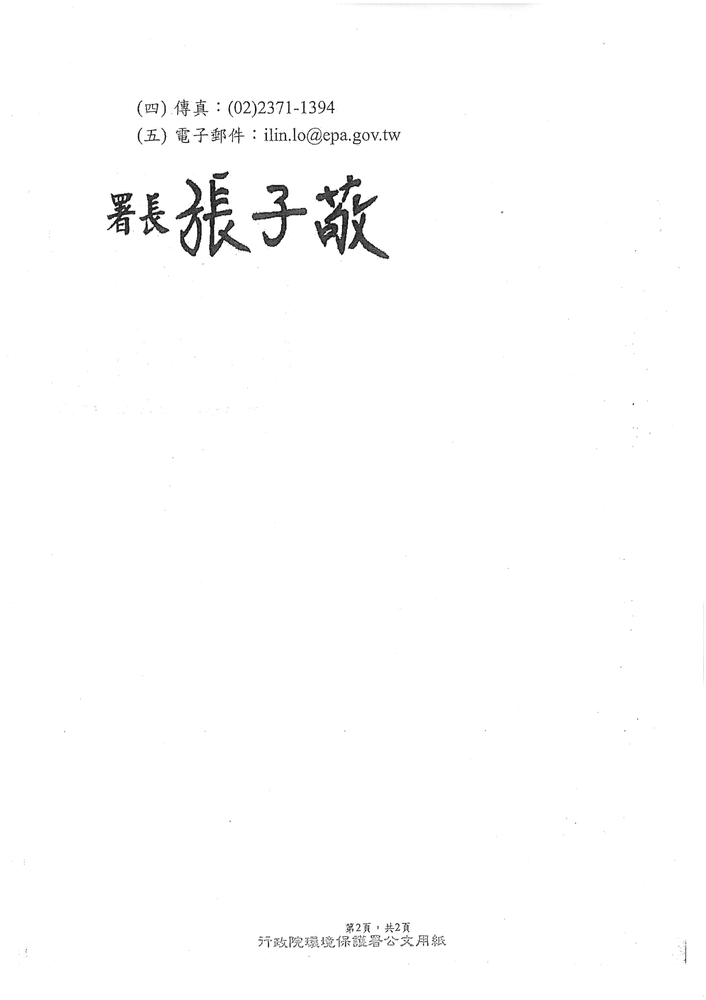 (四) 傳真：(02)2371-1394
(五) 電子郵件：ilin.lo@epa.gov.tw
署長張子敬
第2頁，共2頁
行政院環境保護署公文用紙